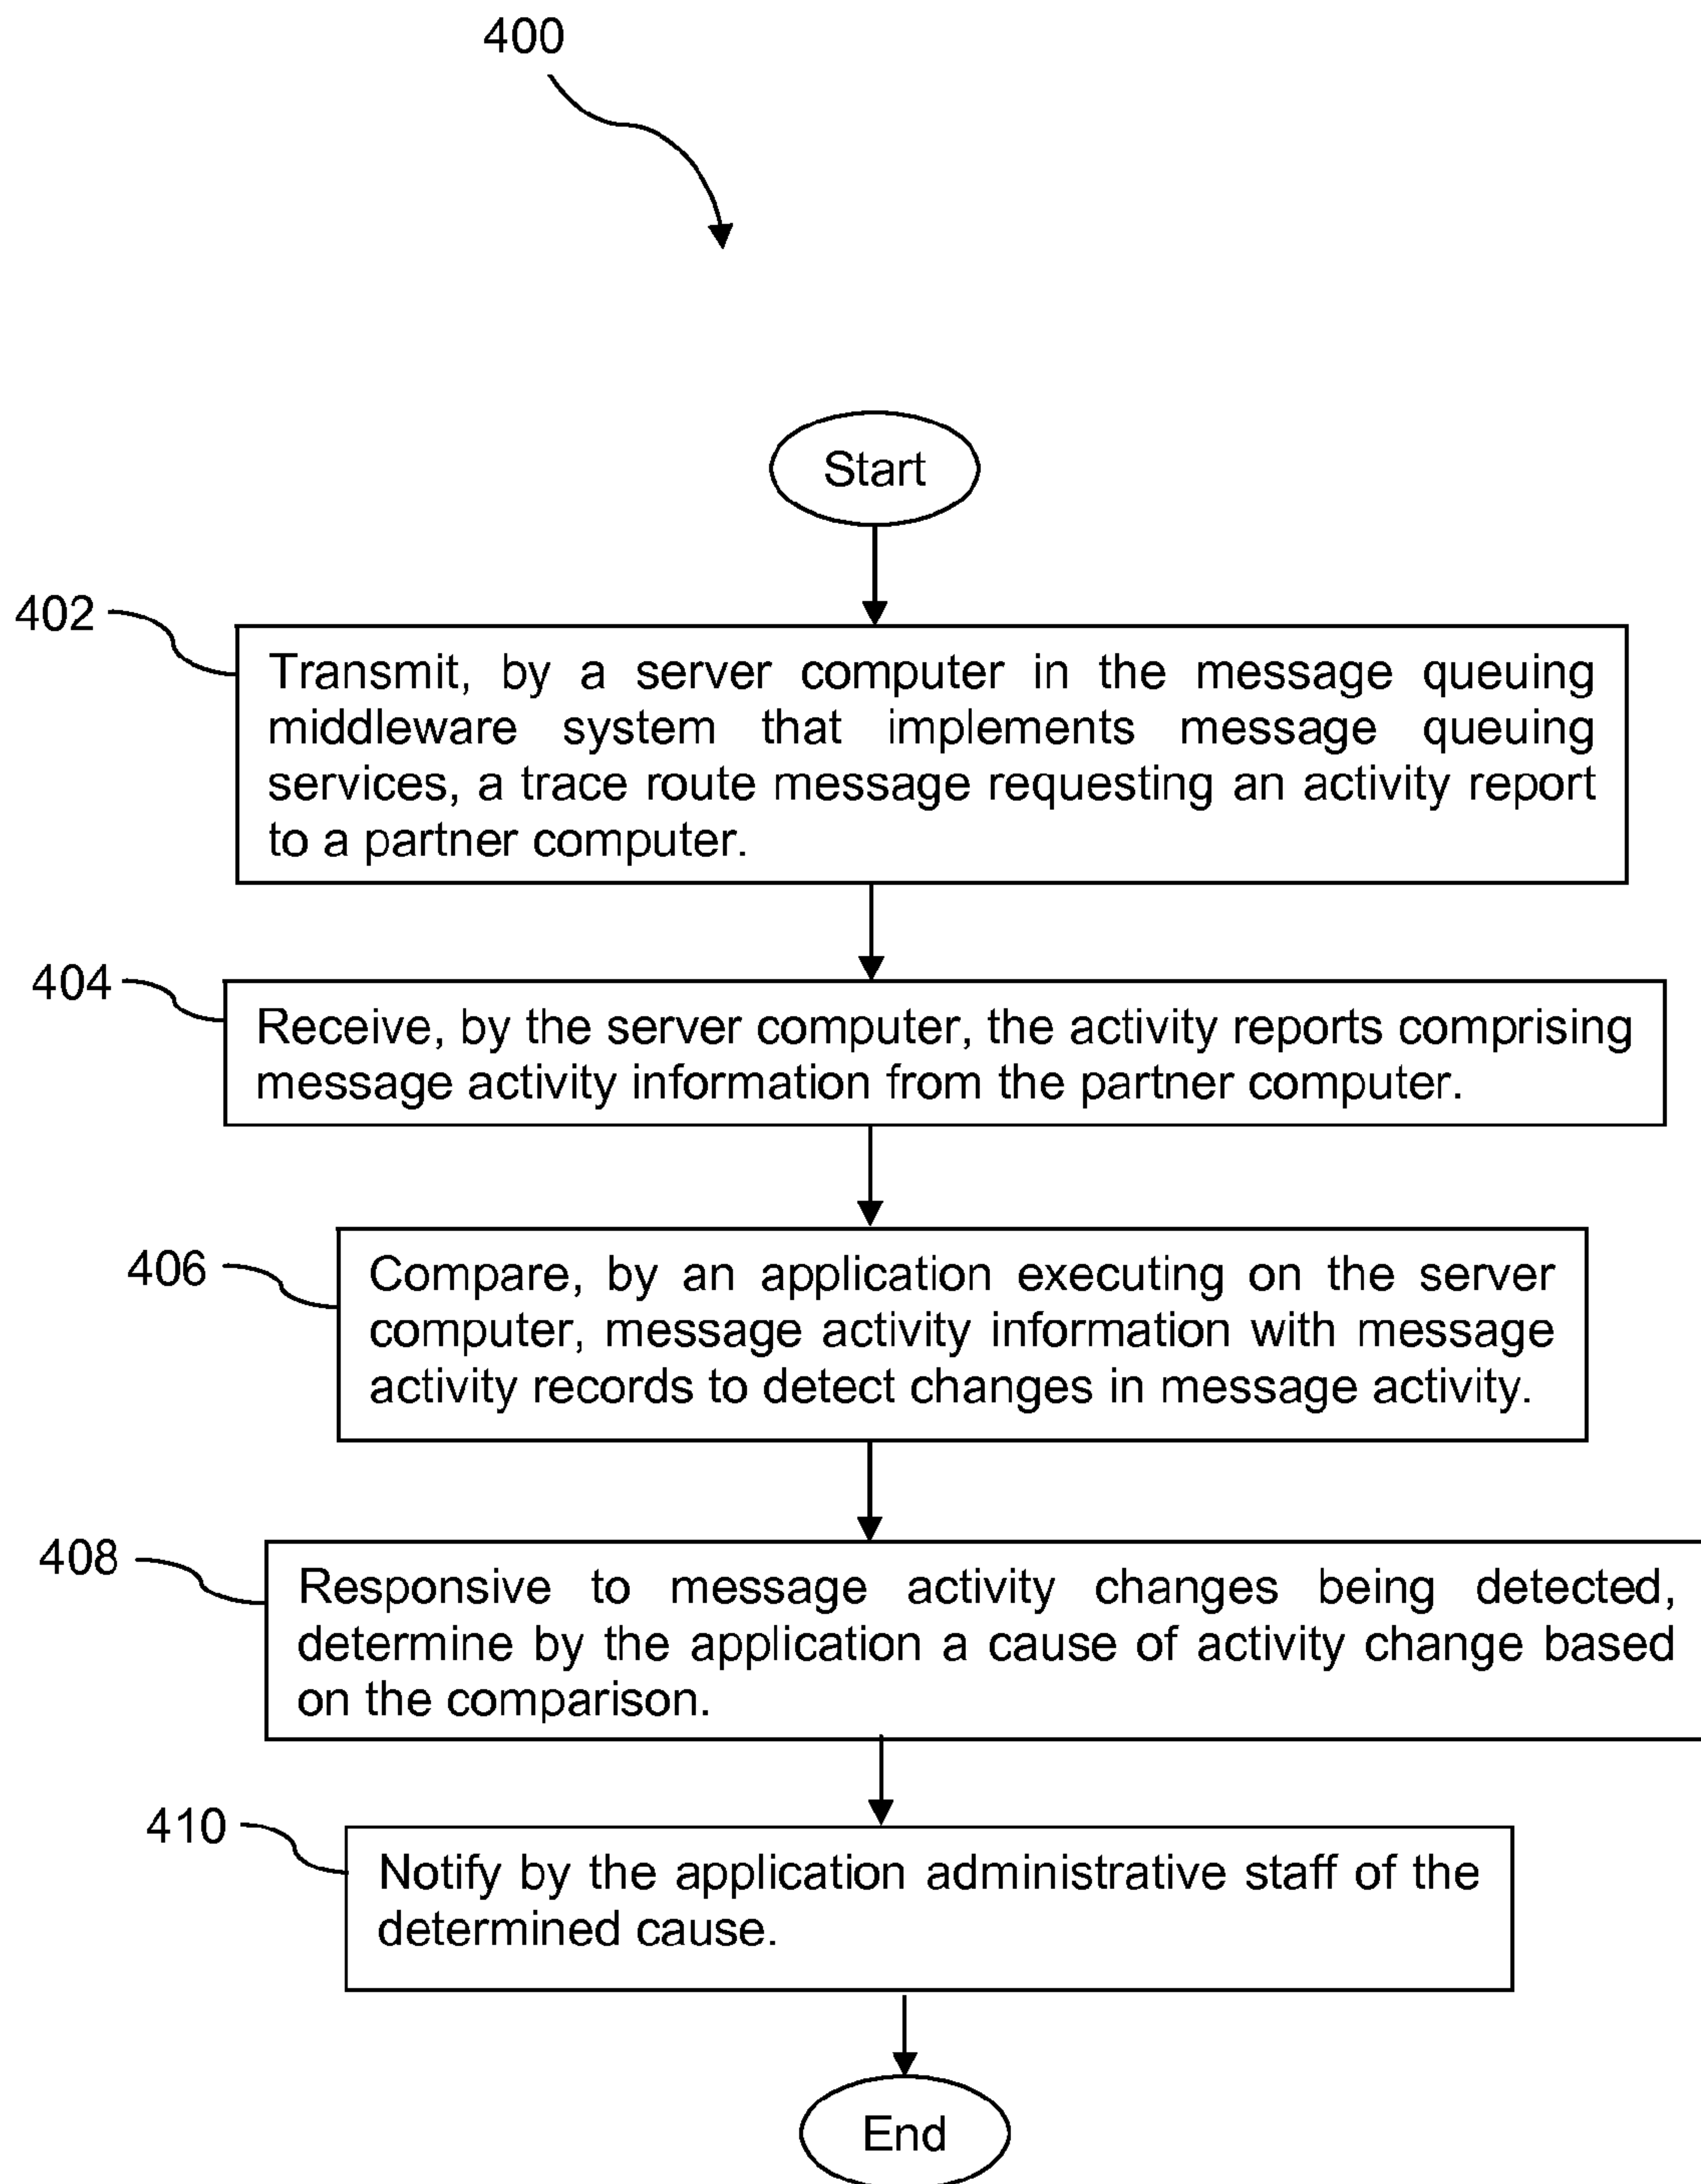 400
Start
402
Transmit, by a server computer in the message queuing
middleware system that implements message queuing
services, a trace route message requesting an activity report
to a partner computer.
404
Receive, by the server computer, the activity reports comprising
message activity information from the partner computer.
406
Compare, by an application executing on the server
computer, message activity information with message
activity records to detect changes in message activity.
408
Responsive to message activity changes being detected,
determine by the application a cause of activity change based
on the comparison.
410
Notify by the application administrative staff of the
determined cause.
End